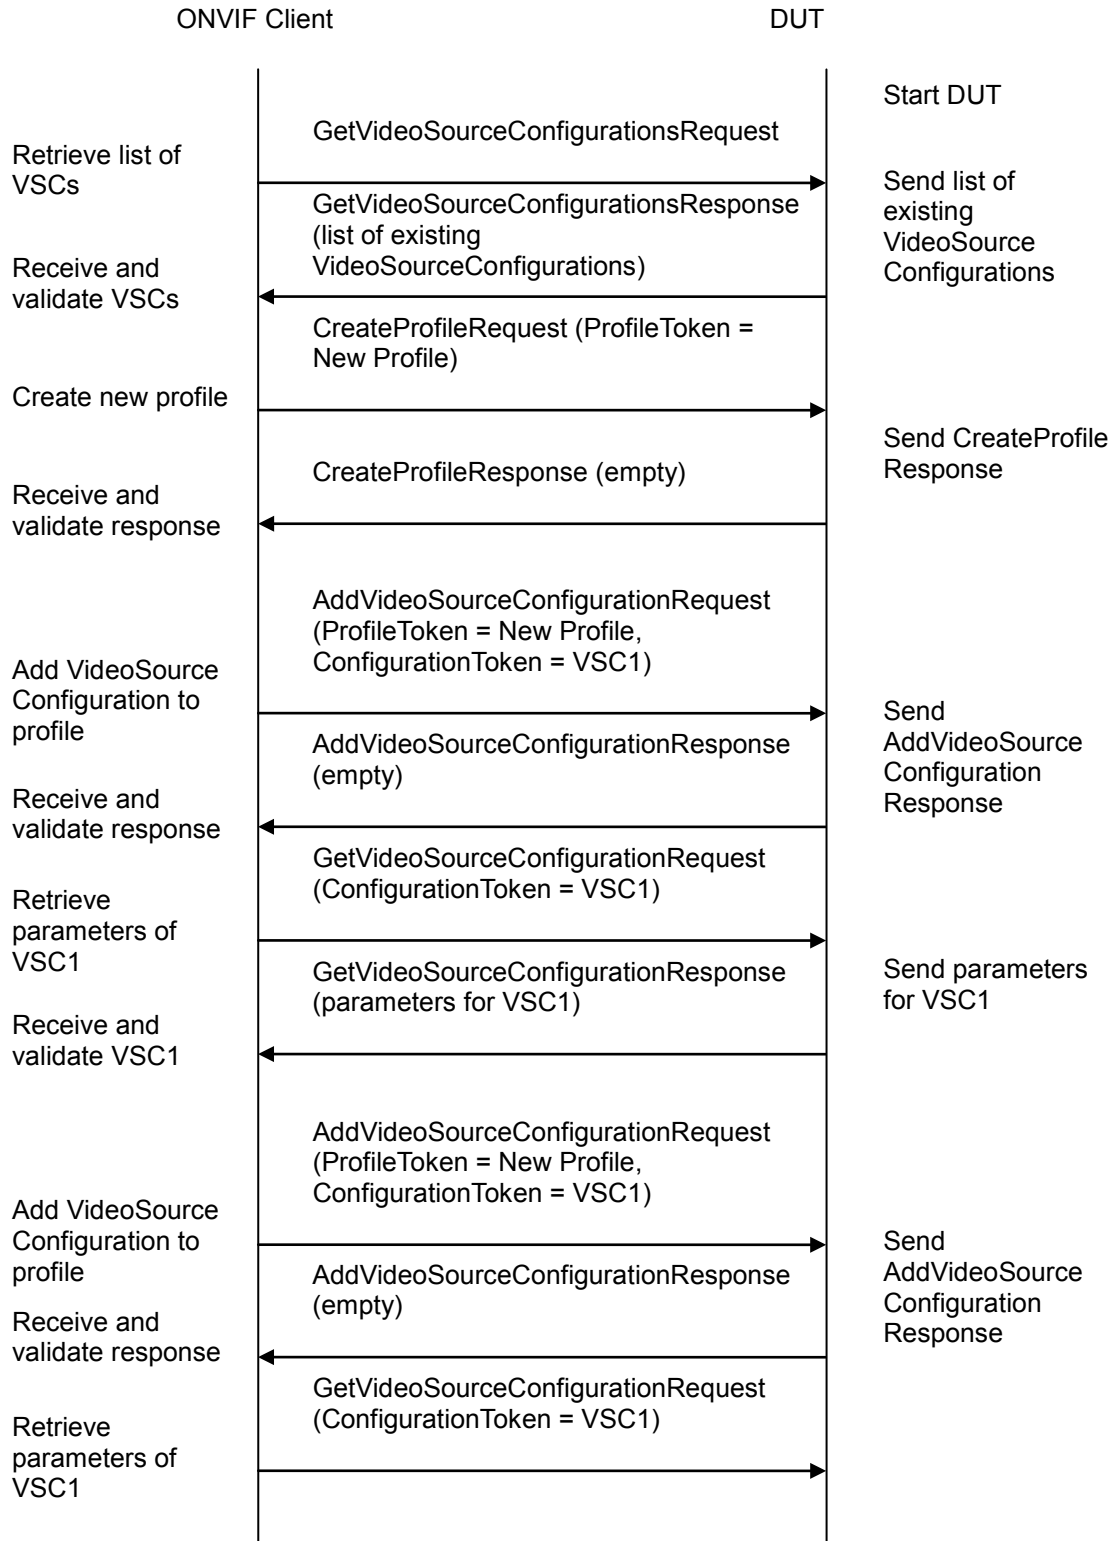 ONVIF Client
DUT
Start DUT
GetVideoSourceConfigurationsRequest
Retrieve list of
VSCs
Send list of
existing
VideoSource
Configurations
GetVideoSourceConfigurationsResponse
(list of existing
VideoSourceConfigurations)
Receive and
validate VSCs
CreateProfileRequest (ProfileToken =
New Profile)
Create new profile
Send CreateProfile
Response
CreateProfileResponse (empty)
Receive and
validate response
AddVideoSourceConfigurationRequest
(ProfileToken = New Profile,
ConfigurationToken = VSC1)
Add VideoSource
Configuration to
profile
Send
AddVideoSource
Configuration
Response
AddVideoSourceConfigurationResponse
(empty)
Receive and
validate response
GetVideoSourceConfigurationRequest
(ConfigurationToken = VSC1)
Retrieve
parameters of
VSC1
Send parameters
for VSC1
GetVideoSourceConfigurationResponse
(parameters for VSC1)
Receive and
validate VSC1
AddVideoSourceConfigurationRequest
(ProfileToken = New Profile,
ConfigurationToken = VSC1)
Add VideoSource
Configuration to
profile
Send
AddVideoSource
Configuration
Response
AddVideoSourceConfigurationResponse
(empty)
Receive and
validate response
GetVideoSourceConfigurationRequest
(ConfigurationToken = VSC1)
Retrieve
parameters of
VSC1